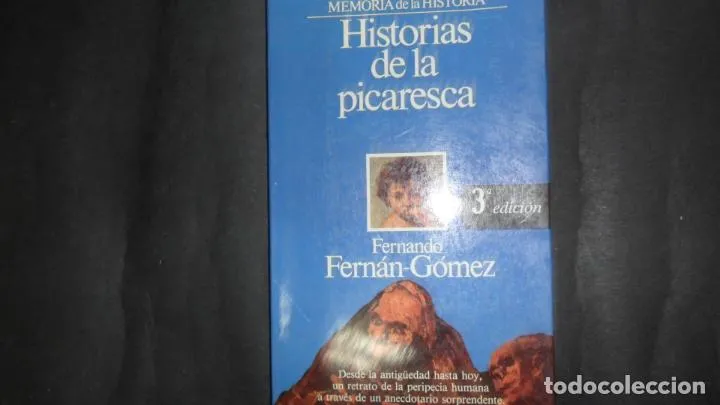 MEMORIA de la HISTORIA
Historias
de la
picaresca
3ª edición
Fernando
Fernán-Gómez
Desde la antigüedad hasta hoy,
un retrato de la peripecia humana
a través de un anecdotario sorprendente.
todocoleccion